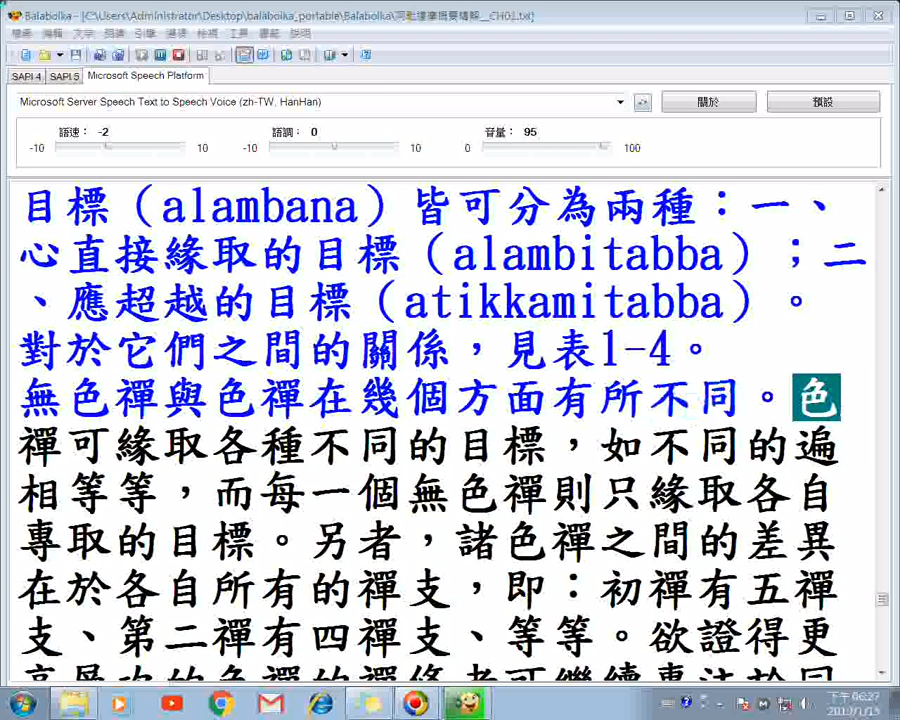 Balabolka - [C:\Users\Administrator\Desktop\balabolka_portable\Balabolka\阿毗達摩概要精解__CH01.txt]
SAPI 4 SAPI 5 Microsoft Speech Platform
Microsoft Server Speech Text to Speech Voice (zh-TW, HanHan) 關於 預設
語速： -2 語調： 0 音量： 95
-10 10 -10 10 0 100
目標（alambana）皆可分為兩種：一、
心直接緣取的目標（alambitabba）；二
、應超越的目標（atikkamitabba）。
對於它們之間的關係，見表1-4。
無色禪與色禪在幾個方面有所不同。色
禪可緣取各種不同的目標，如不同的遍
相等等，而每一個無色禪則只緣取各自
專取的目標。另者，諸色禪之間的差異
在於各自所有的禪支，即：初禪有五禪
支、第二禪有四禪支、等等。欲證得更
下午 06:27